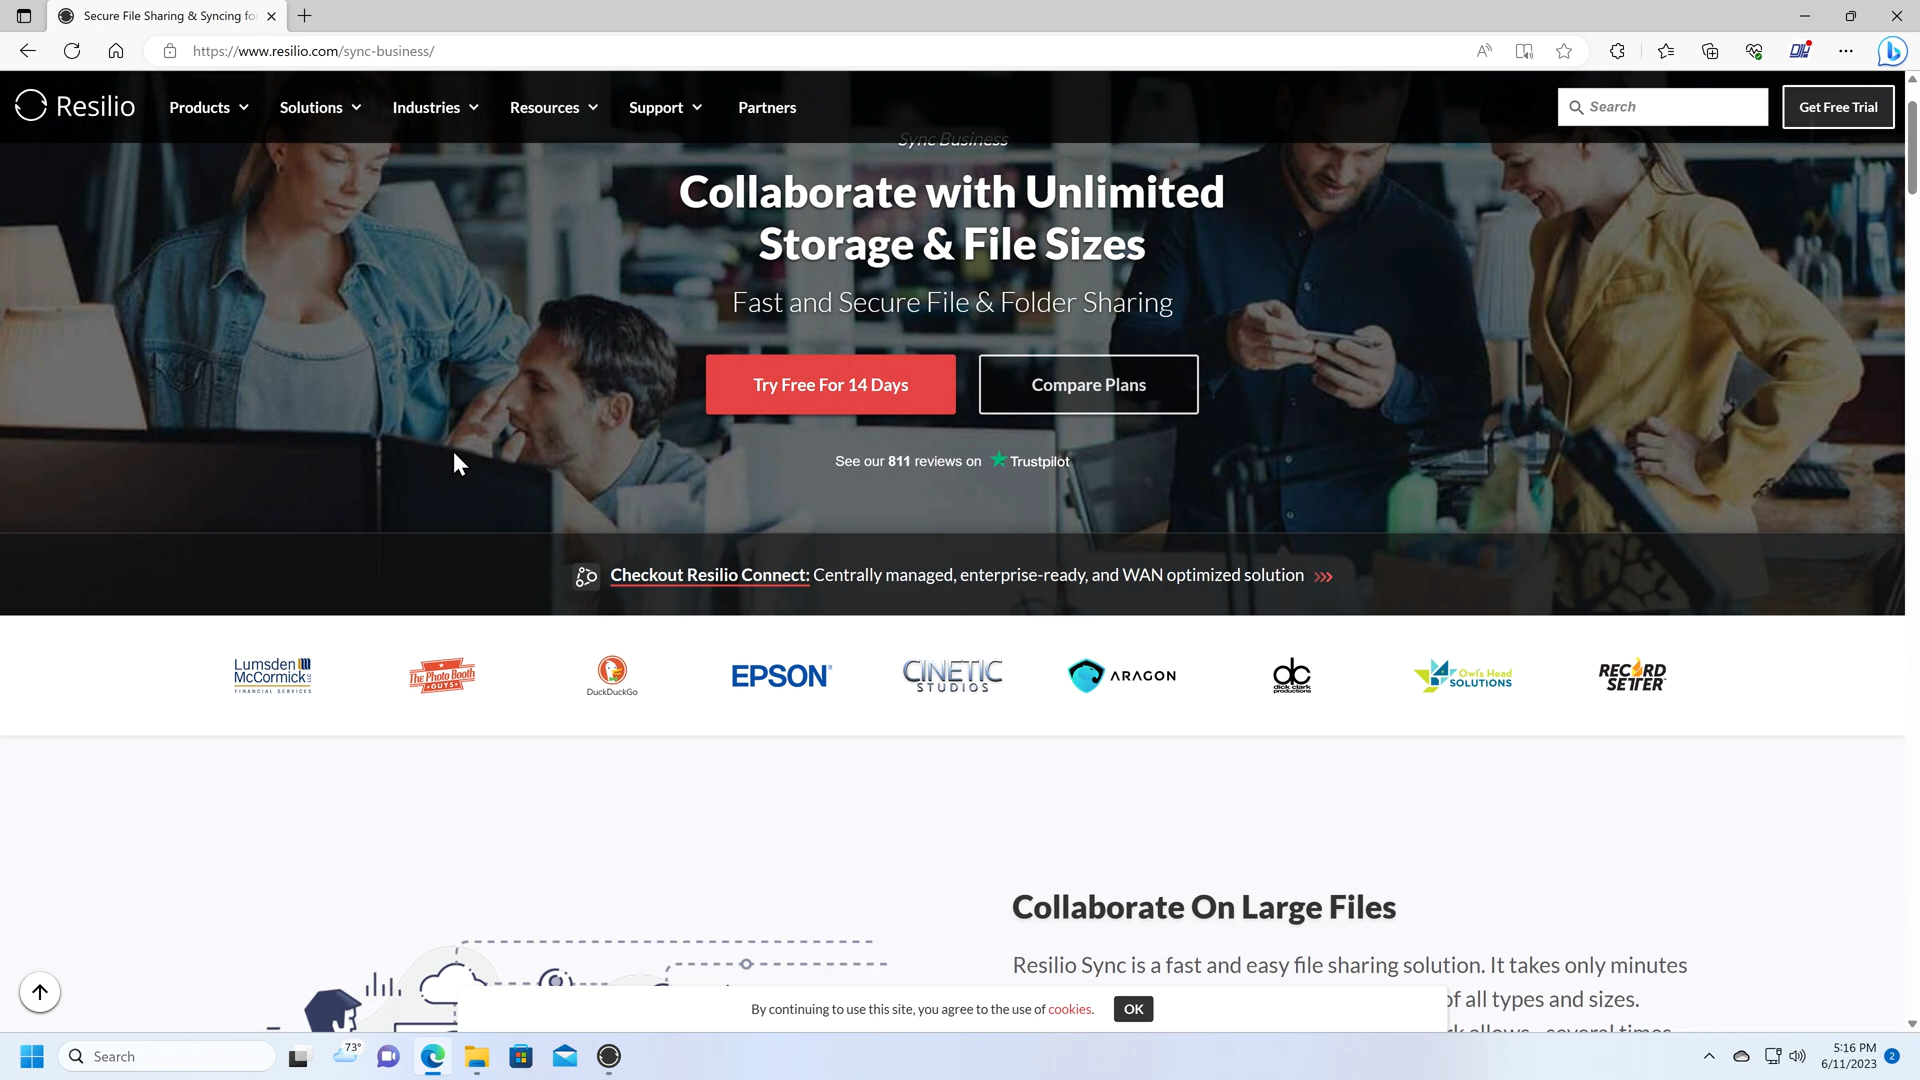 Secure File Sharing & Syncing fo
https://www.resilio.com/sync-business/
Resilio
Products
Solutions
Industries
Resources
Support
Partners
Search
Get Free Trial
Sync Business
Collaborate with Unlimited
Storage & File Sizes
Fast and Secure File & Folder Sharing
Try Free For 14 Days
Compare Plans
See our 811 reviews on Trustpilot
Checkout Resilio Connect: Centrally managed, enterprise-ready, and WAN optimized solution
Lumsden
McCormick LLC
FINANCIAL SERVICES
The Photo Booth
GUYS
DuckDuckGo
EPSON
CINETIC
STUDIOS
ARAGON
dc
dick clark
productions
Owl's Head
SOLUTIONS
RECORD
SETTER
Collaborate On Large Files
Resilio Sync is a fast and easy file sharing solution. It takes only minutes
of all types and sizes.
By continuing to use this site, you agree to the use of cookies.
OK
73°
Search
5:16 PM
6/11/2023
2